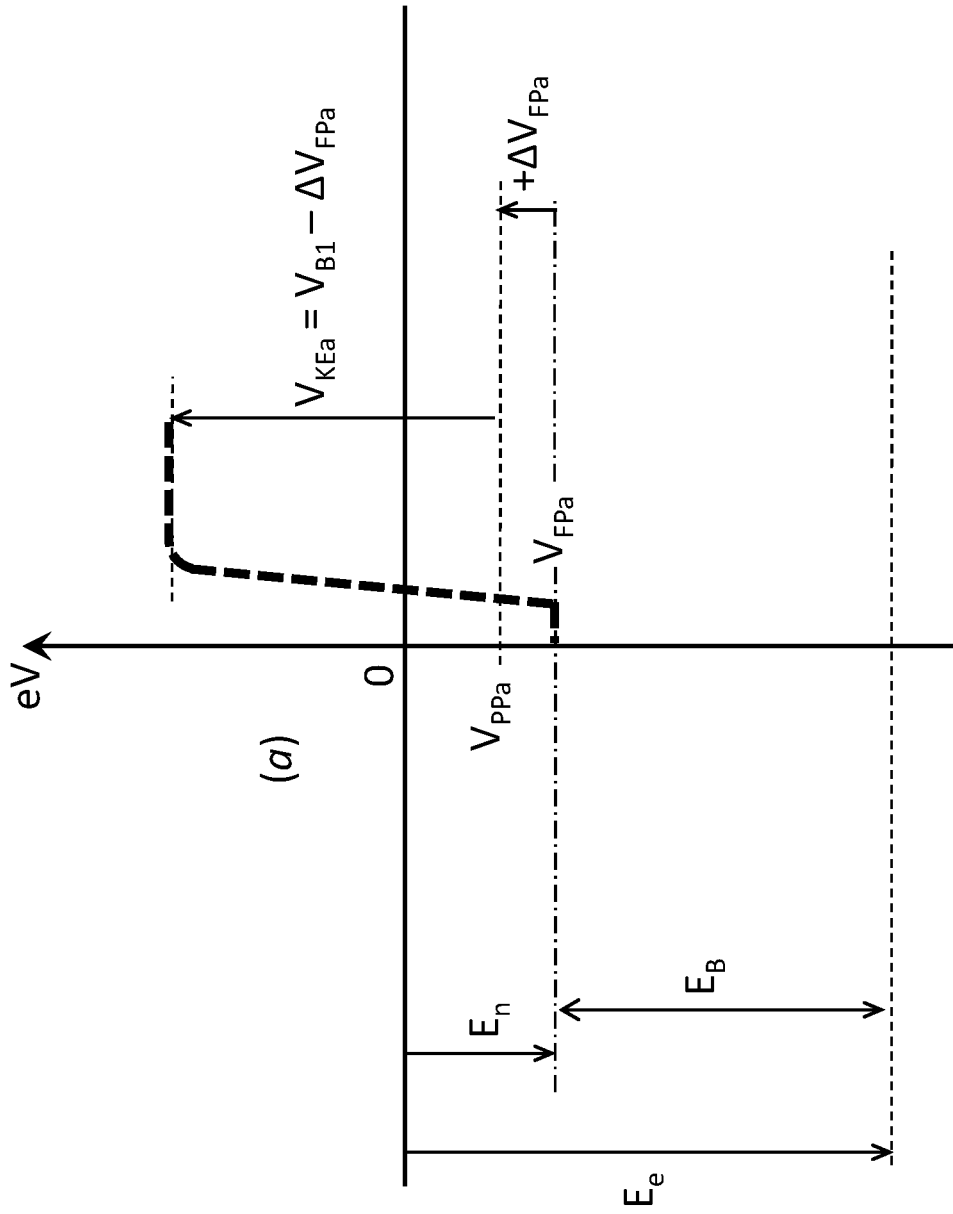 eV
(a)
0
V_KEa = V_B1 − ΔV_FPa
V_PPa
+ΔV_FPa
V_FPa
E_n
E_B
E_e